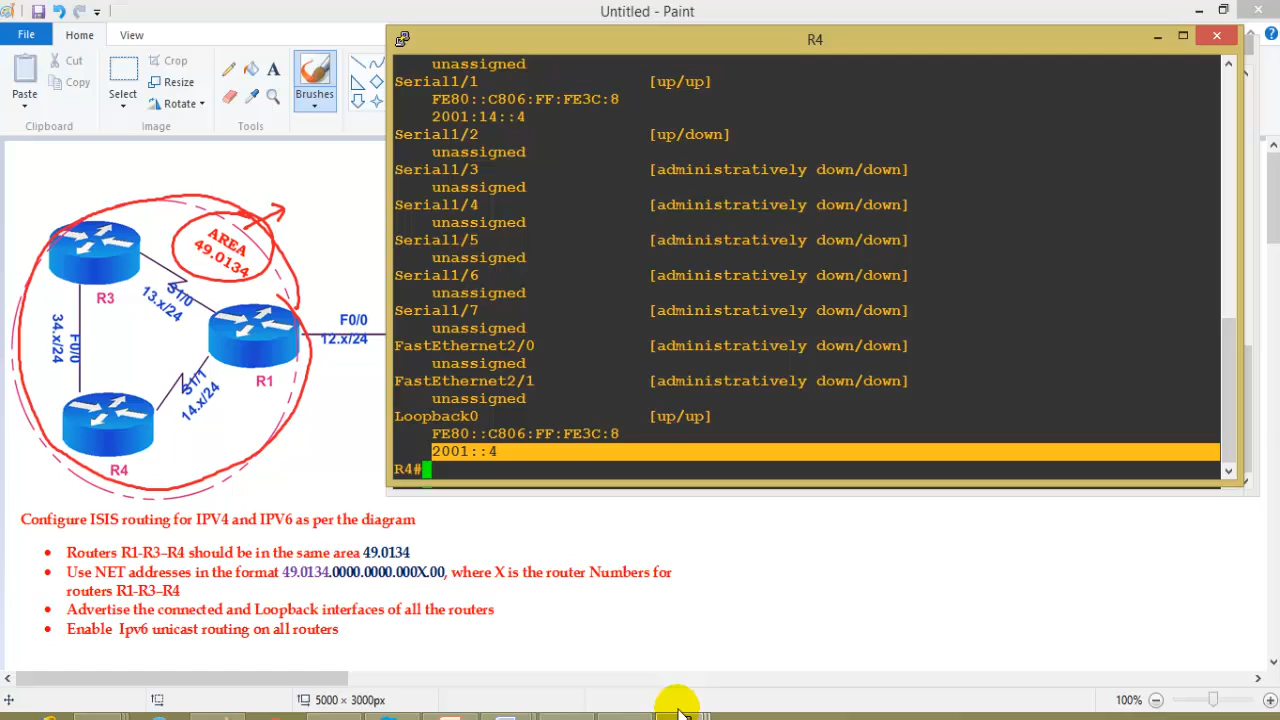 Untitled - Paint
File
Home
View
Paste
Cut
Copy
Clipboard
Select
Crop
Resize
Rotate
Image
Tools
Brushes
R4
unassigned
Serial1/1 [up/up]
FE80::C806:FF:FE3C:8
2001:14::4
Serial1/2 [up/down]
unassigned
Serial1/3 [administratively down/down]
unassigned
Serial1/4 [administratively down/down]
unassigned
Serial1/5 [administratively down/down]
unassigned
Serial1/6 [administratively down/down]
unassigned
Serial1/7 [administratively down/down]
unassigned
FastEthernet2/0 [administratively down/down]
unassigned
FastEthernet2/1 [administratively down/down]
unassigned
Loopback0 [up/up]
FE80::C806:FF:FE3C:8
2001::4
R4#
AREA
49.0134
R3
S1/0
13.x/24
F0/0
34.x/24
R1
F0/0
12.x/24
S1/1
14.x/24
R4
Configure ISIS routing for IPV4 and IPV6 as per the diagram
• Routers R1-R3–R4 should be in the same area 49.0134
• Use NET addresses in the format 49.0134.0000.0000.000X.00, where X is the router Numbers for
routers R1-R3–R4
• Advertise the connected and Loopback interfaces of all the routers
• Enable Ipv6 unicast routing on all routers
5000 × 3000px
100%